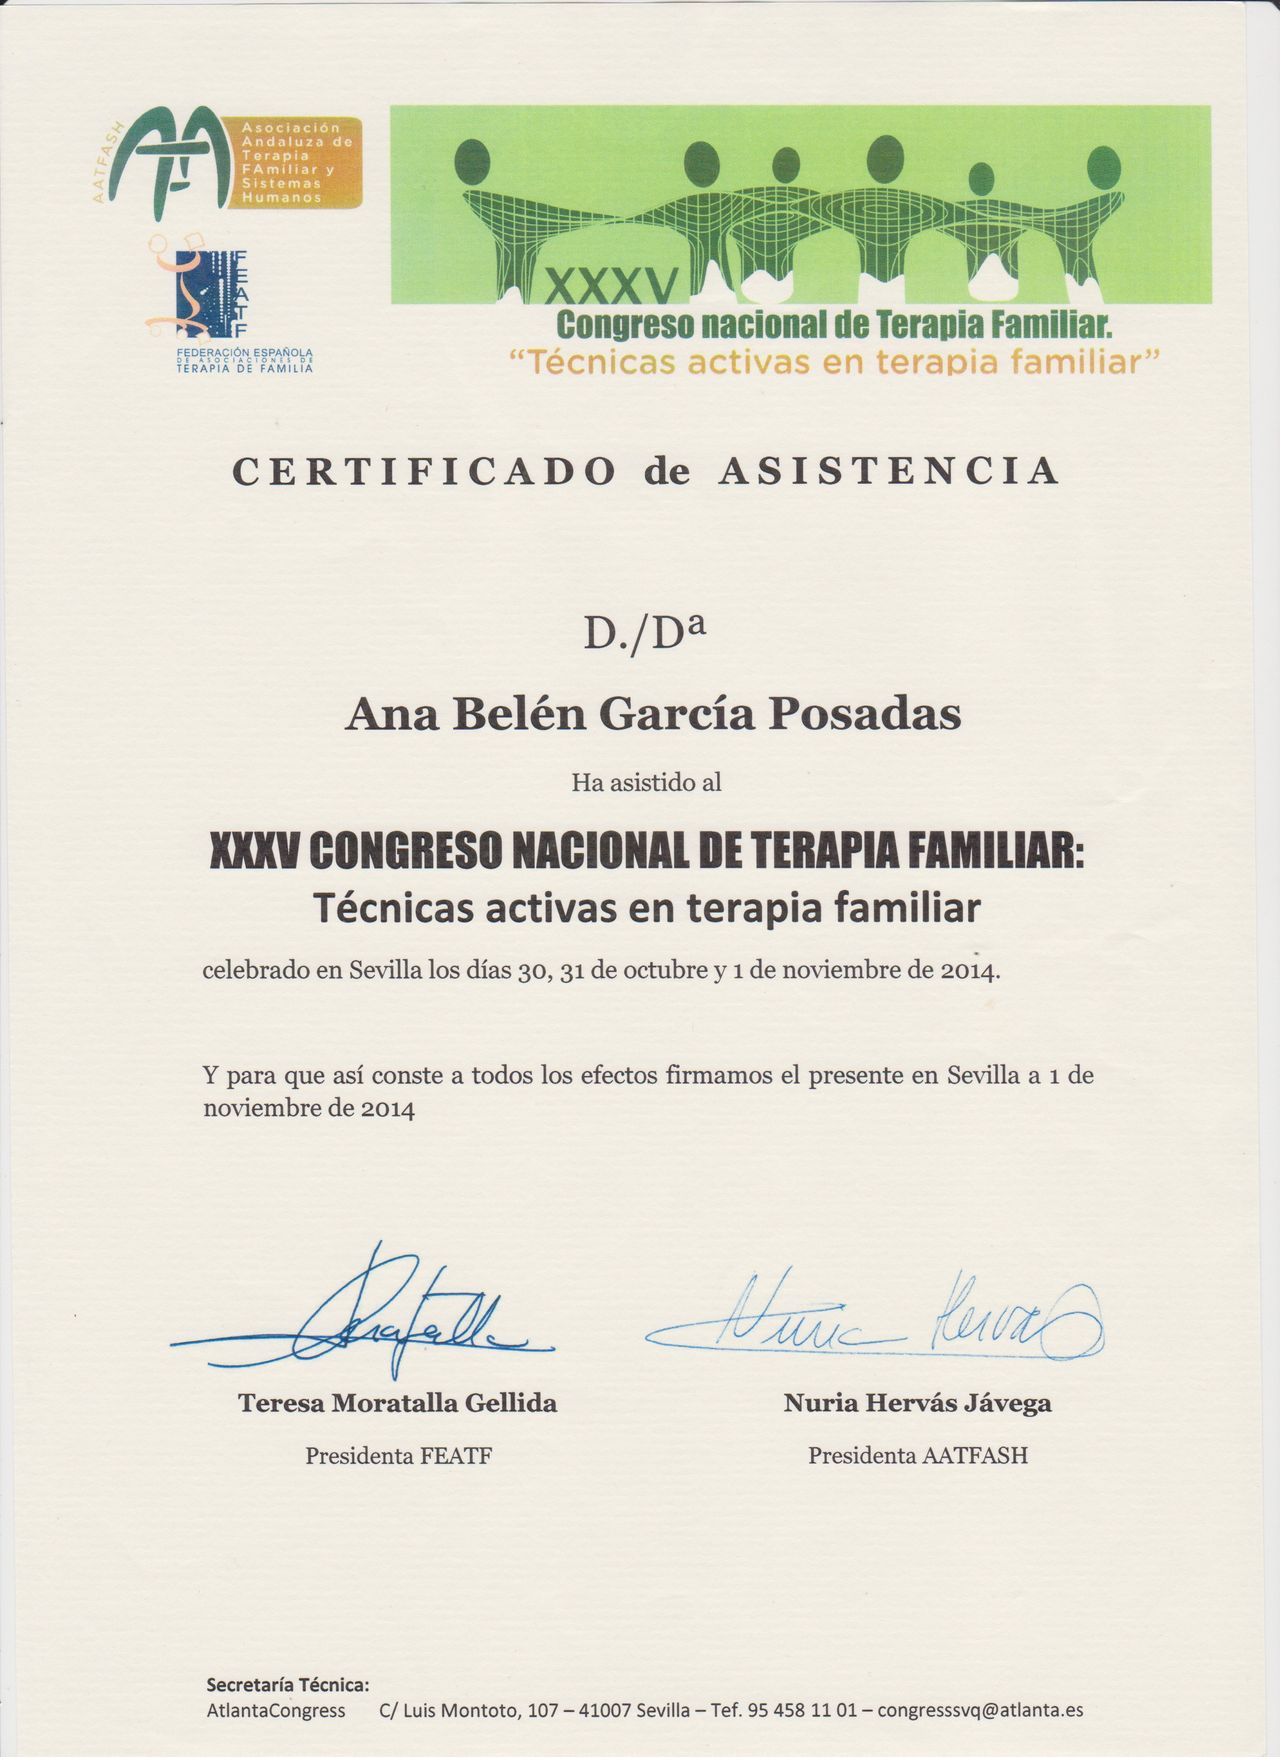 AATFASH
Asociación
Andaluza de
Terapia
FAmiliar y
Sistemas
Humanos
FEATF
FEDERACIÓN ESPAÑOLA
DE ASOCIACIONES DE
TERAPIA DE FAMILIA
XXXV
Congreso nacional de Terapia Familiar.
“Técnicas activas en terapia familiar”
CERTIFICADO de ASISTENCIA
D./Dª
Ana Belén García Posadas
Ha asistido al
XXXV CONGRESO NACIONAL DE TERAPIA FAMILIAR:
Técnicas activas en terapia familiar
celebrado en Sevilla los días 30, 31 de octubre y 1 de noviembre de 2014.
Y para que así conste a todos los efectos firmamos el presente en Sevilla a 1 de
noviembre de 2014
Nuria Hervás
Teresa Moratalla Gellida
Nuria Hervás Jávega
Presidenta FEATF
Presidenta AATFASH
Secretaría Técnica:
AtlantaCongress C/ Luis Montoto, 107 – 41007 Sevilla – Tef. 95 458 11 01 – congresssvq@atlanta.es